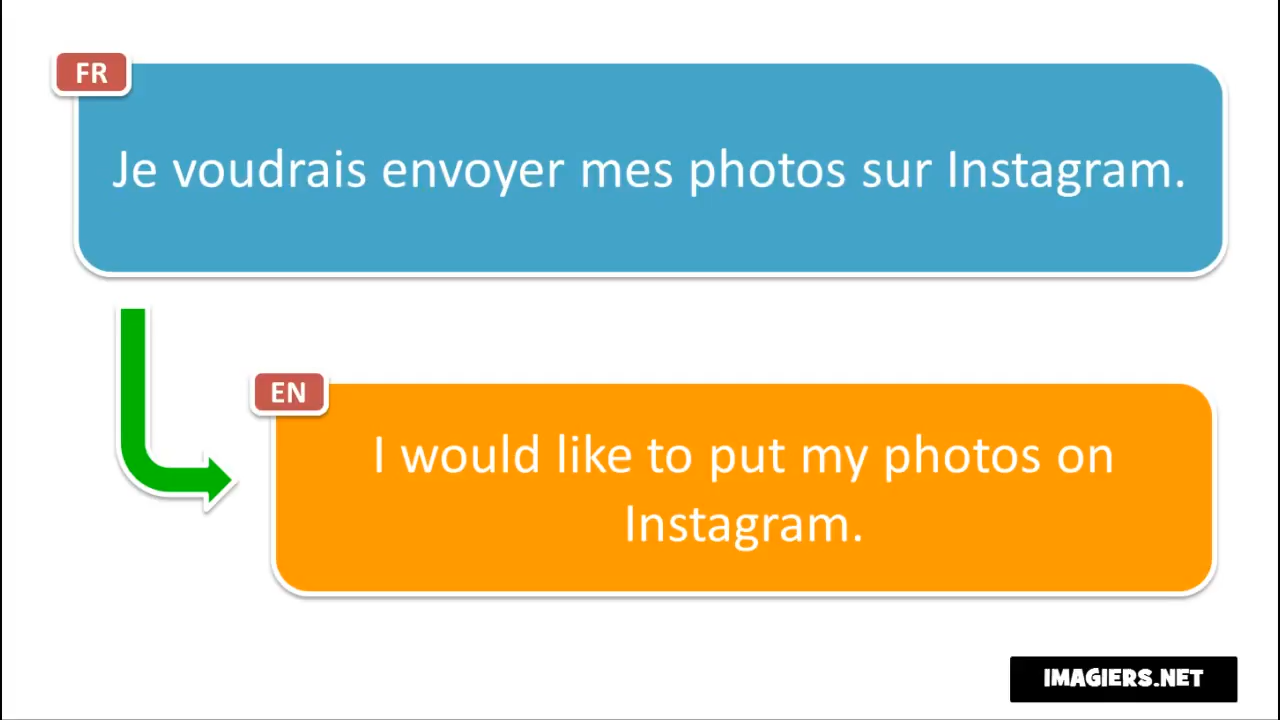 FR
Je voudrais envoyer mes photos sur Instagram.
EN
I would like to put my photos on
Instagram.
IMAGIERS.NET